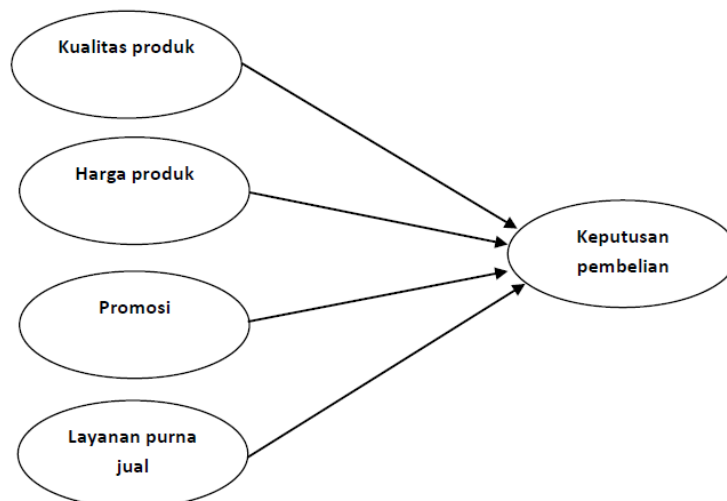 Kualitas produk
Harga produk
Keputusan
pembelian
Promosi
Layanan purna
jual